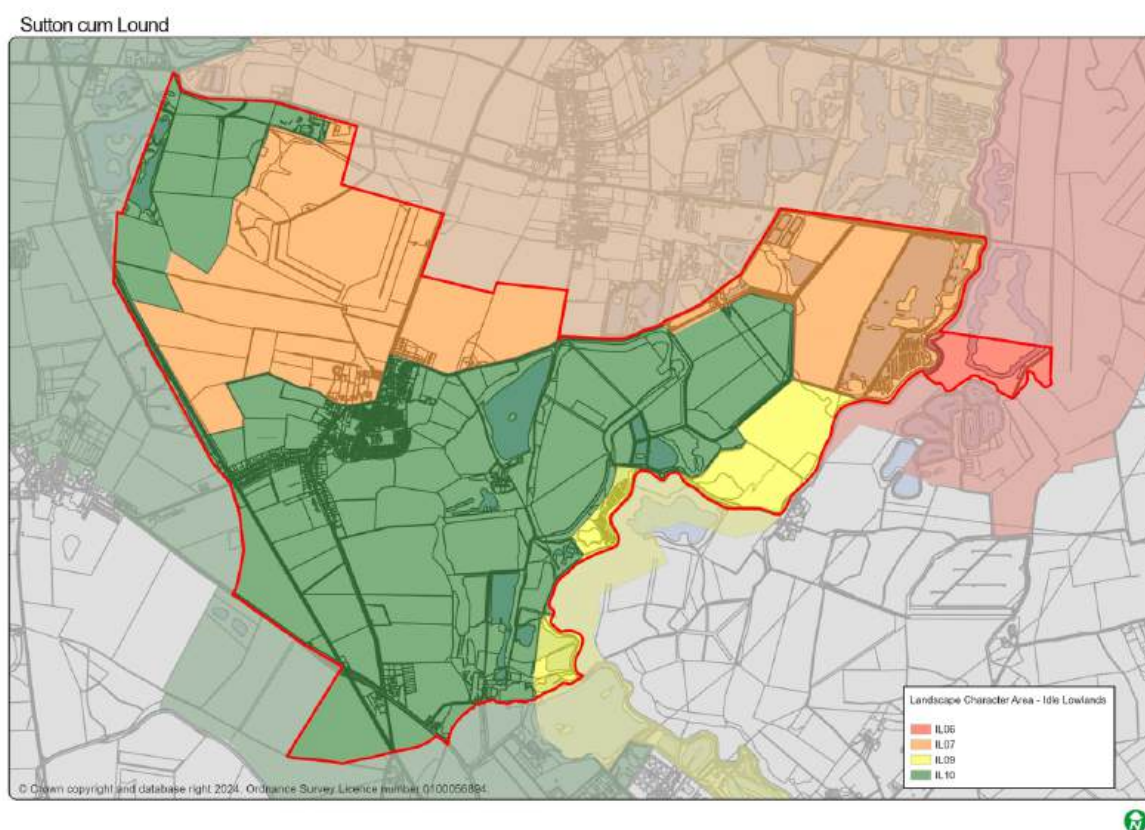 Sutton cum Lound
Landscape Character Area - Idle Lowlands
IL06
IL07
IL09
IL10
© Crown copyright and database right 2024. Ordnance Survey Licence number 0100056894.
N